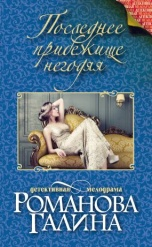 Последнее
прибежище
негодяя
детективная мелодрама
РОМАНОВА
ГАЛИНА